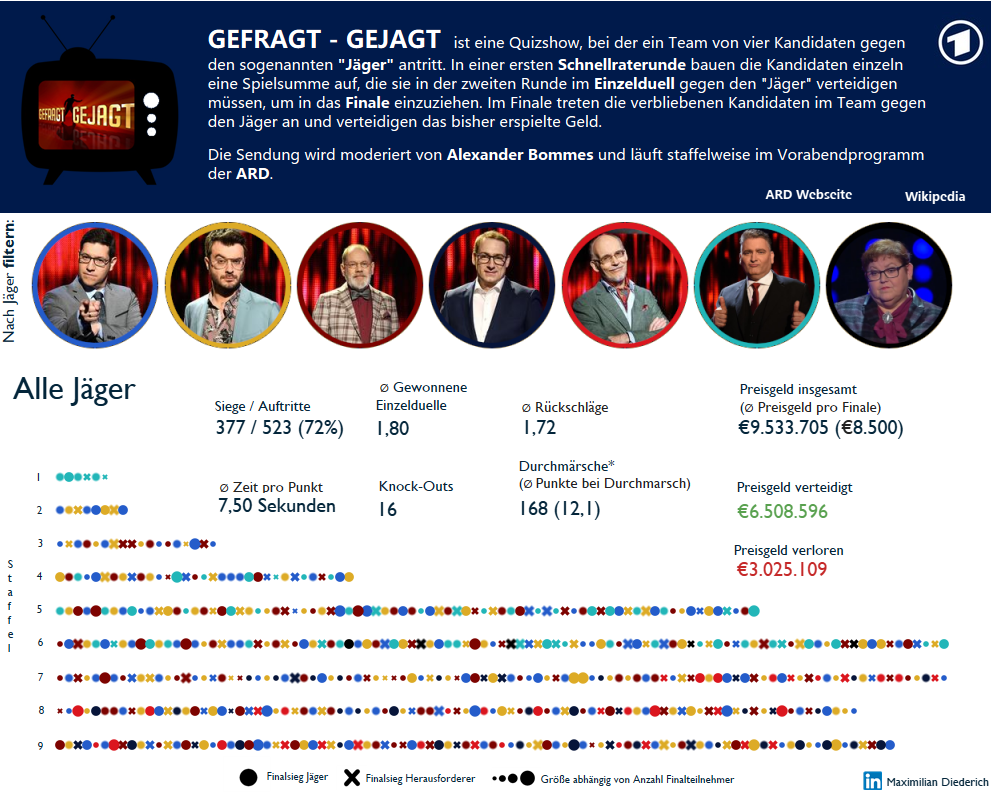 GEFRAGT - GEJAGT ist eine Quizshow, bei der ein Team von vier Kandidaten gegen
den sogenannten "Jäger" antritt. In einer ersten Schnellraterunde bauen die Kandidaten einzeln
eine Spielsumme auf, die sie in der zweiten Runde im Einzelduell gegen den "Jäger" verteidigen
müssen, um in das Finale einzuziehen. Im Finale treten die verbliebenen Kandidaten im Team gegen
den Jäger an und verteidigen das bisher erspielte Geld.
Die Sendung wird moderiert von Alexander Bommes und läuft staffelweise im Vorabendprogramm
der ARD.
GEFRAGT GEJAGT
1
ARD Webseite
Wikipedia
Nach Jäger filtern:
Alle Jäger
Siege / Auftritte
377 / 523 (72%)
∅ Gewonnene
Einzelduelle
1,80
∅ Rückschläge
1,72
Preisgeld insgesamt
(∅ Preisgeld pro Finale)
€9.533.705 (€8.500)
∅ Zeit pro Punkt
7,50 Sekunden
Knock-Outs
16
Durchmärsche*
(∅ Punkte bei Durchmarsch)
168 (12,1)
Preisgeld verteidigt
€6.508.596
Preisgeld verloren
€3.025.109
Staffel
1
2
3
4
5
6
7
8
9
Finalsieg Jäger
Finalsieg Herausforderer
Größe abhängig von Anzahl Finalteilnehmer
in Maximilian Diederich